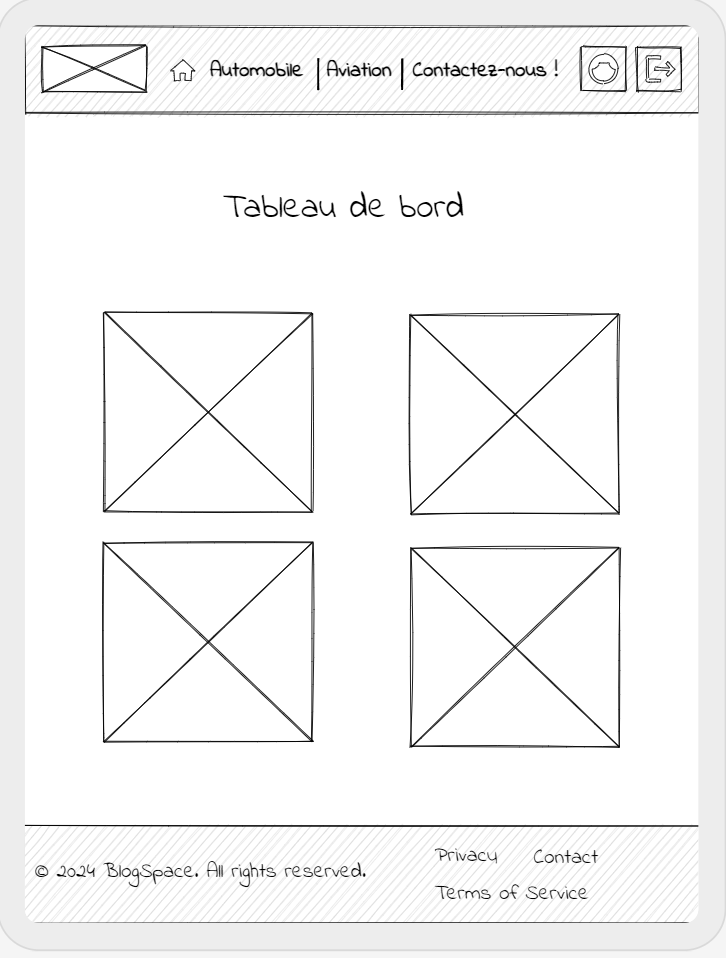 Automobile | Aviation | Contactez-nous !
Tableau de bord
© 2024 BlogSpace. All rights reserved.
Privacy Contact
Terms of Service